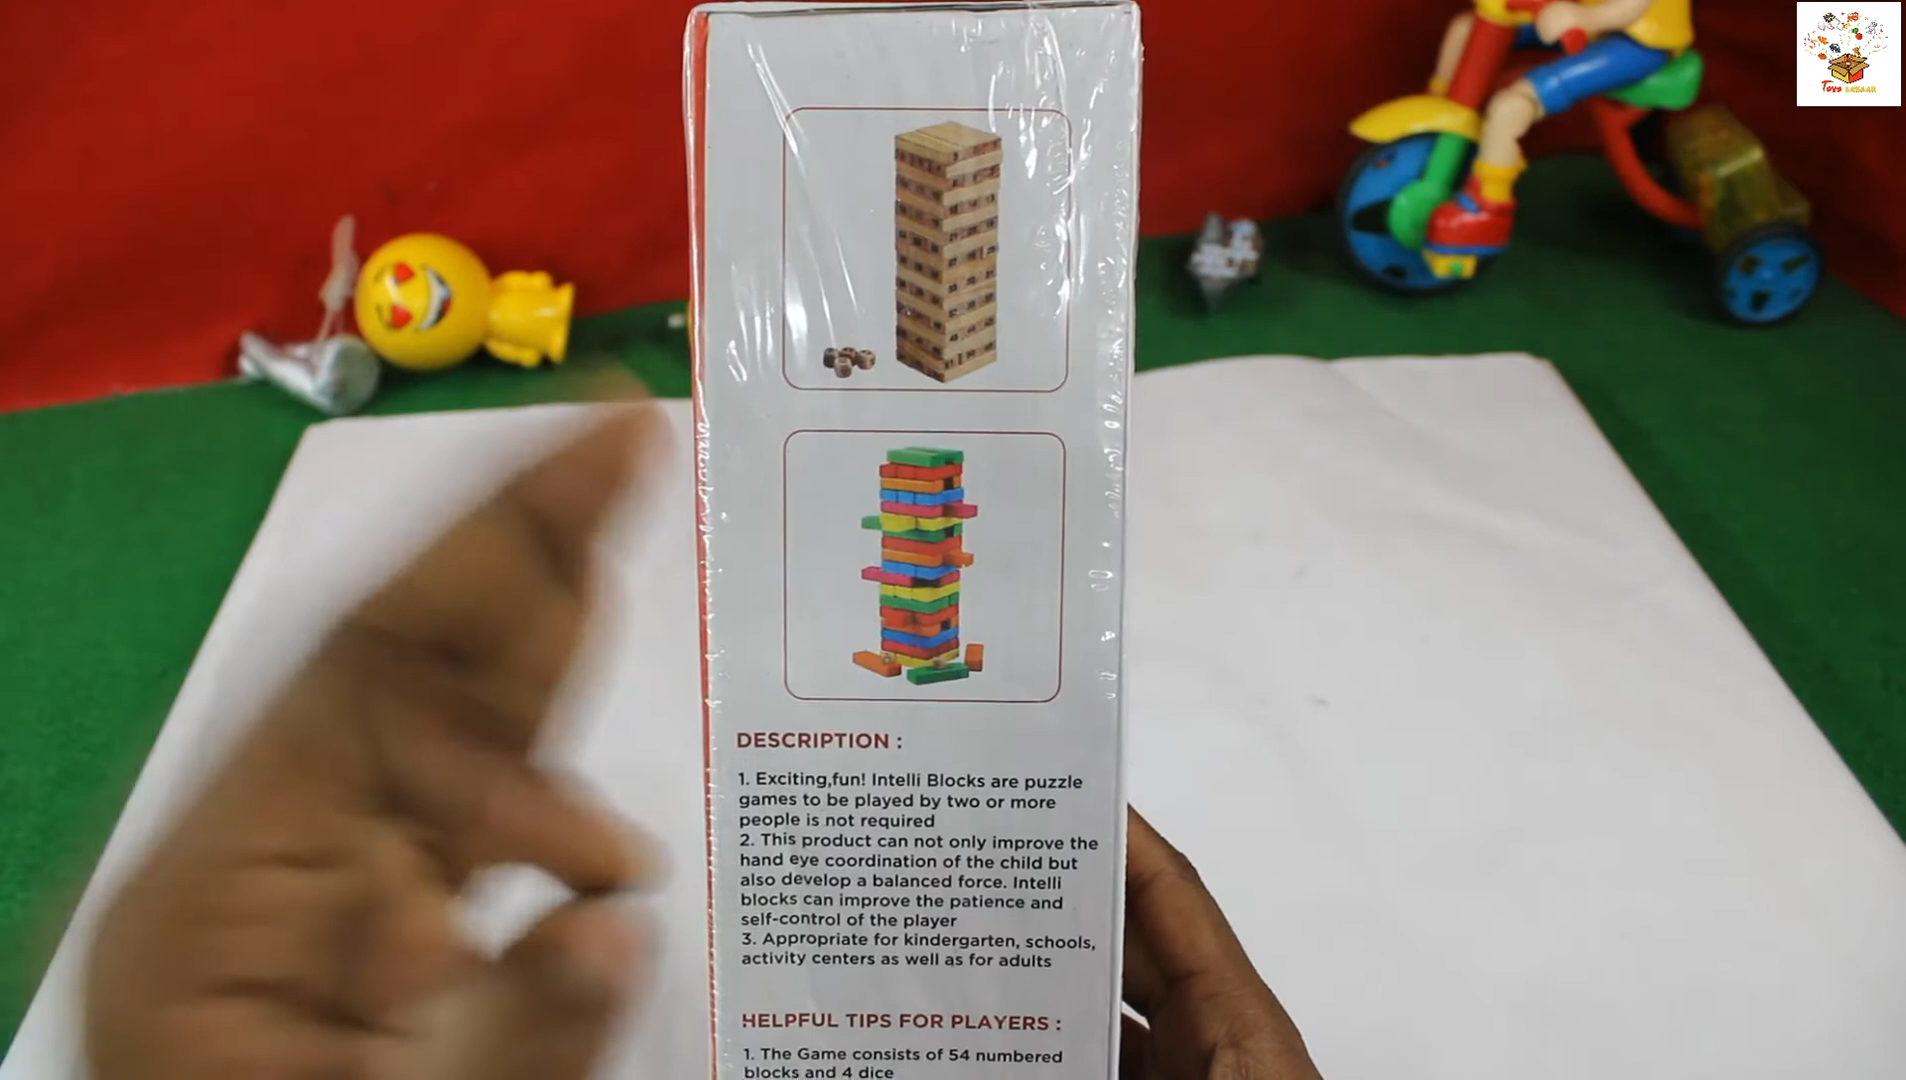 Toys BAZAAR
DESCRIPTION :
1. Exciting,fun! Intelli Blocks are puzzle
games to be played by two or more
people is not required
2. This product can not only improve the
hand eye coordination of the child but
also develop a balanced force. Intelli
blocks can improve the patience and
self-control of the player
3. Appropriate for kindergarten, schools,
activity centers as well as for adults
HELPFUL TIPS FOR PLAYERS :
1. The Game consists of 54 numbered
blocks and 4 dice